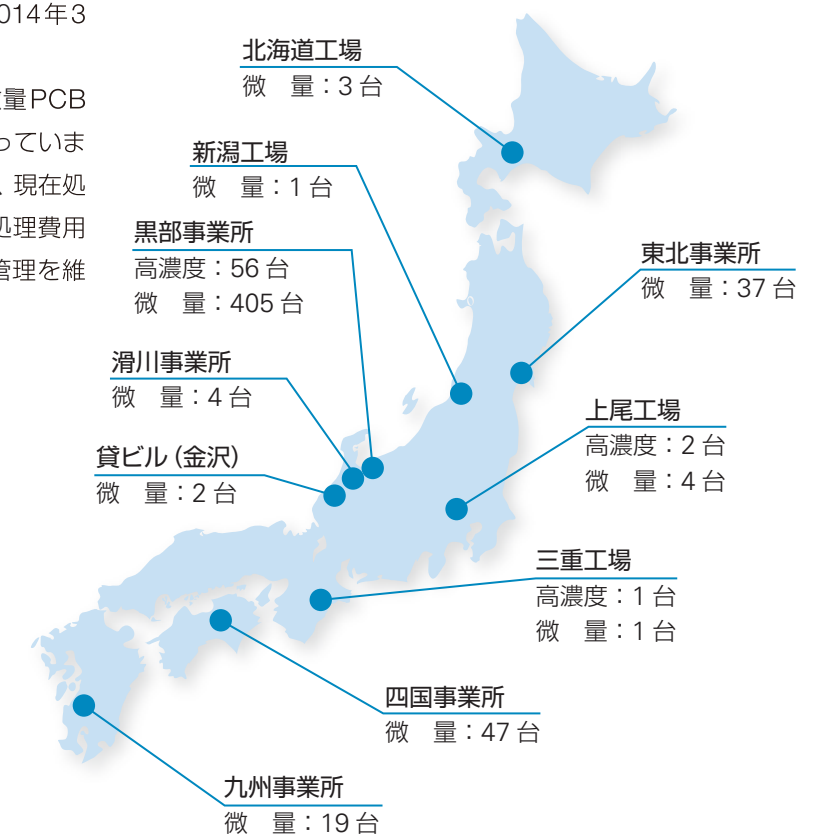 014年3
量PCB
っていま
、現在処
処理費用
管理を維
北海道工場
微　量：3 台
新潟工場
微　量：1 台
黒部事業所
高濃度：56 台
微　量：405 台
東北事業所
微　量：37 台
滑川事業所
微　量：4 台
上尾工場
高濃度：2 台
微　量：4 台
貸ビル（金沢）
微　量：2 台
三重工場
高濃度：1 台
微　量：1 台
四国事業所
微　量：47 台
九州事業所
微　量：19 台